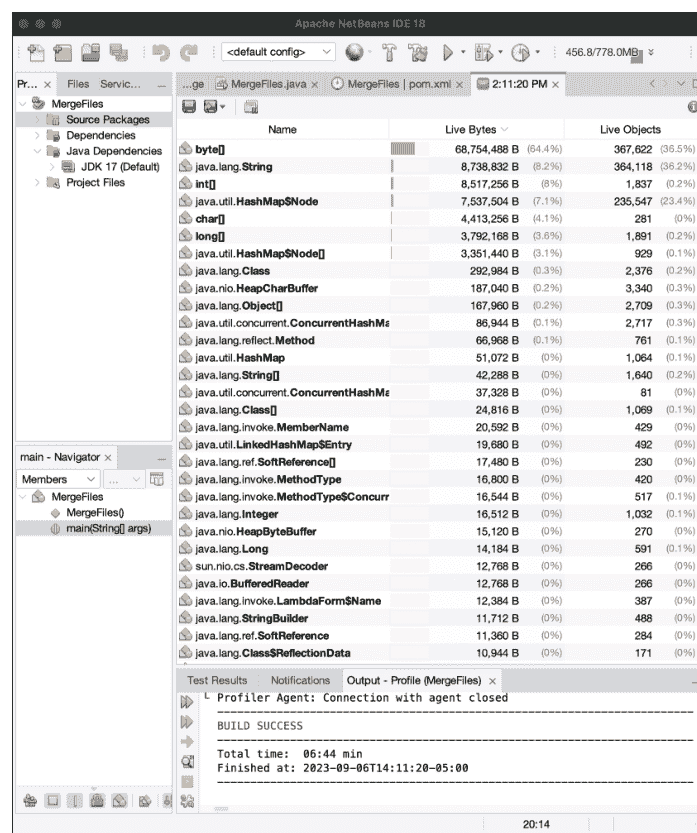 Apache NetBeans IDE 18
<default config> 456.8/778.0MB
Pr... × Files Servic...
MergeFiles
Source Packages
Dependencies
Java Dependencies
JDK 17 (Default)
Project Files
...ge MergeFiles.java × MergeFiles | pom.xml × 2:11:20 PM ×
Name Live Bytes Live Objects
byte[] 68,754,488 B (64.4%) 367,622 (36.5%)
java.lang.String 8,738,832 B (8.2%) 364,118 (36.2%)
int[] 8,517,256 B (8%) 1,837 (0.2%)
java.util.HashMap$Node 7,537,504 B (7.1%) 235,547 (23.4%)
char[] 4,413,256 B (4.1%) 281 (0%)
long[] 3,792,168 B (3.6%) 1,891 (0.2%)
java.util.HashMap$Node[] 3,351,440 B (3.1%) 929 (0.1%)
java.lang.Class 292,984 B (0.3%) 2,376 (0.2%)
java.nio.HeapCharBuffer 187,040 B (0.2%) 3,340 (0.3%)
java.lang.Object[] 167,960 B (0.2%) 2,709 (0.3%)
java.util.concurrent.ConcurrentHashMa 86,944 B (0.1%) 2,717 (0.3%)
java.lang.reflect.Method 66,968 B (0.1%) 761 (0.1%)
java.util.HashMap 51,072 B (0%) 1,064 (0.1%)
java.lang.String[] 42,288 B (0%) 1,640 (0.2%)
java.util.concurrent.ConcurrentHashMa 37,328 B (0%) 81 (0%)
java.lang.Class[] 24,816 B (0%) 1,069 (0.1%)
java.lang.invoke.MemberName 20,592 B (0%) 429 (0%)
java.util.LinkedHashMap$Entry 19,680 B (0%) 492 (0%)
java.lang.ref.SoftReference[] 17,480 B (0%) 230 (0%)
java.lang.invoke.MethodType 16,800 B (0%) 420 (0%)
java.lang.invoke.MethodType$Concurr 16,544 B (0%) 517 (0.1%)
java.lang.Integer 16,512 B (0%) 1,032 (0.1%)
java.nio.HeapByteBuffer 15,120 B (0%) 270 (0%)
java.lang.Long 14,184 B (0%) 591 (0.1%)
sun.nio.cs.StreamDecoder 12,768 B (0%) 266 (0%)
java.io.BufferedReader 12,768 B (0%) 266 (0%)
java.lang.invoke.LambdaForm$Name 12,384 B (0%) 387 (0%)
java.lang.StringBuilder 11,712 B (0%) 488 (0%)
java.lang.ref.SoftReference 11,360 B (0%) 284 (0%)
java.lang.Class$ReflectionData 10,944 B (0%) 171 (0%)
main - Navigator ×
Members ...
MergeFiles
MergeFiles()
main(String[] args)
Test Results Notifications Output - Profile (MergeFiles) ×
Profiler Agent: Connection with agent closed
BUILD SUCCESS
Total time: 06:44 min
Finished at: 2023-09-06T14:11:20-05:00
20:14